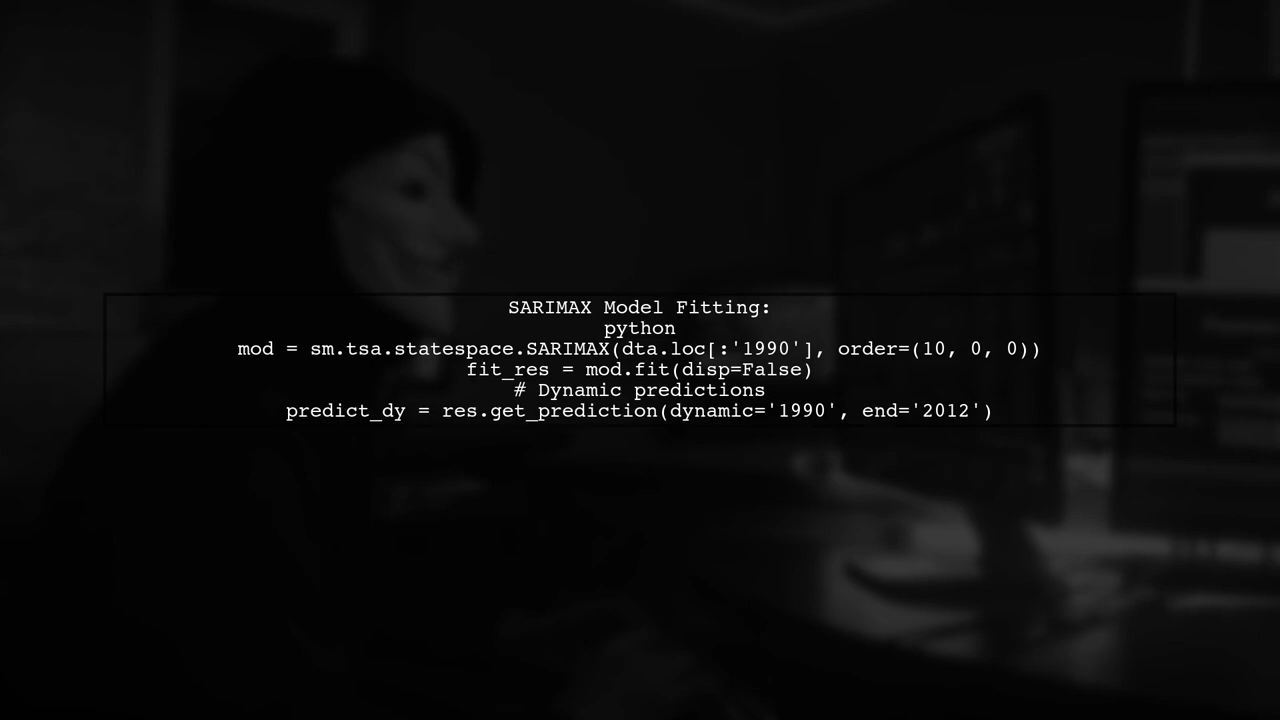 SARIMAX Model Fitting:
python
mod = sm.tsa.statespace.SARIMAX(dta.loc[:'1990'], order=(10, 0, 0))
fit_res = mod.fit(disp=False)
# Dynamic predictions
predict_dy = res.get_prediction(dynamic='1990', end='2012')